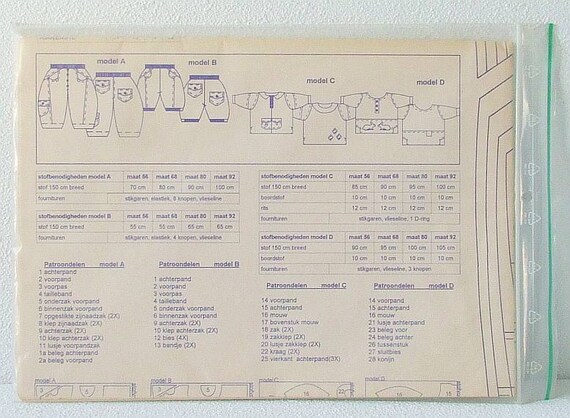 model A
model B
model C
model D
stofbenodigheden model A maat 56 maat 68 maat 80 maat 92
stof 150 cm breed 70 cm 80 cm 90 cm 100 cm
fournituren stikgaren, elastiek, 8 knopen, vlieseline
stofbenodigheden model B maat 56 maat 68 maat 80 maat 92
stof 150 cm breed 55 cm 55 cm 65 cm 65 cm
fournituren stikgaren, elastiek, 4 knopen, vlieseline
stofbenodigheden model C maat 56 maat 68 maat 80 maat 92
stof 150 cm breed 85 cm 90 cm 95 cm 100 cm
boordstof 10 cm 10 cm 10 cm 10 cm
rits 12 cm 12 cm 12 cm 12 cm
fournituren stikgaren, vlieseline, 1 D-ring
stofbenodigheden model D maat 56 maat 68 maat 80 maat 92
stof 150 cm breed 90 cm 95 cm 100 cm 105 cm
boordstof 10 cm 10 cm 10 cm 10 cm
fournituren stikgaren, vlieseline, 3 knopen
Patroondelen model A
1 achterpand
2 voorpand
3 voorpas
4 tailleband
5 onderzak voorpand
6 binnenzak voorpand
7 opgestikte zijnaadzak (2X)
8 klep zijnaadzak (2X)
9 achterzak (2X)
10 klep achterzak (2X)
11 lusje voorpandzak
1a beleg achterpand
2a beleg voorpand
Patroondelen model B
1 achterpand
2 voorpand
3 voorpas
4 tailleband
5 onderzak voorpand
6 binnenzak voorpand
9 achterzak (2X)
10 klep achterzak (2X)
12 bies (4X)
13 bandje (2X)
Patroondelen model C
14 voorpand
15 achterpand
16 mouw
17 bovenstuk mouw
18 zak (2X)
19 zakklep (2X)
20 lusje zakklep (2X)
22 kraag (2X)
25 vierkant achterpand(3X)
Patroondelen model D
14 voorpand
15 achterpand
16 mouw
21 lusje achterpand
23 beleg voor
24 beleg achter
26 tussenstuk
27 sluitbies
28 konijn
model A
model B
model C
model D